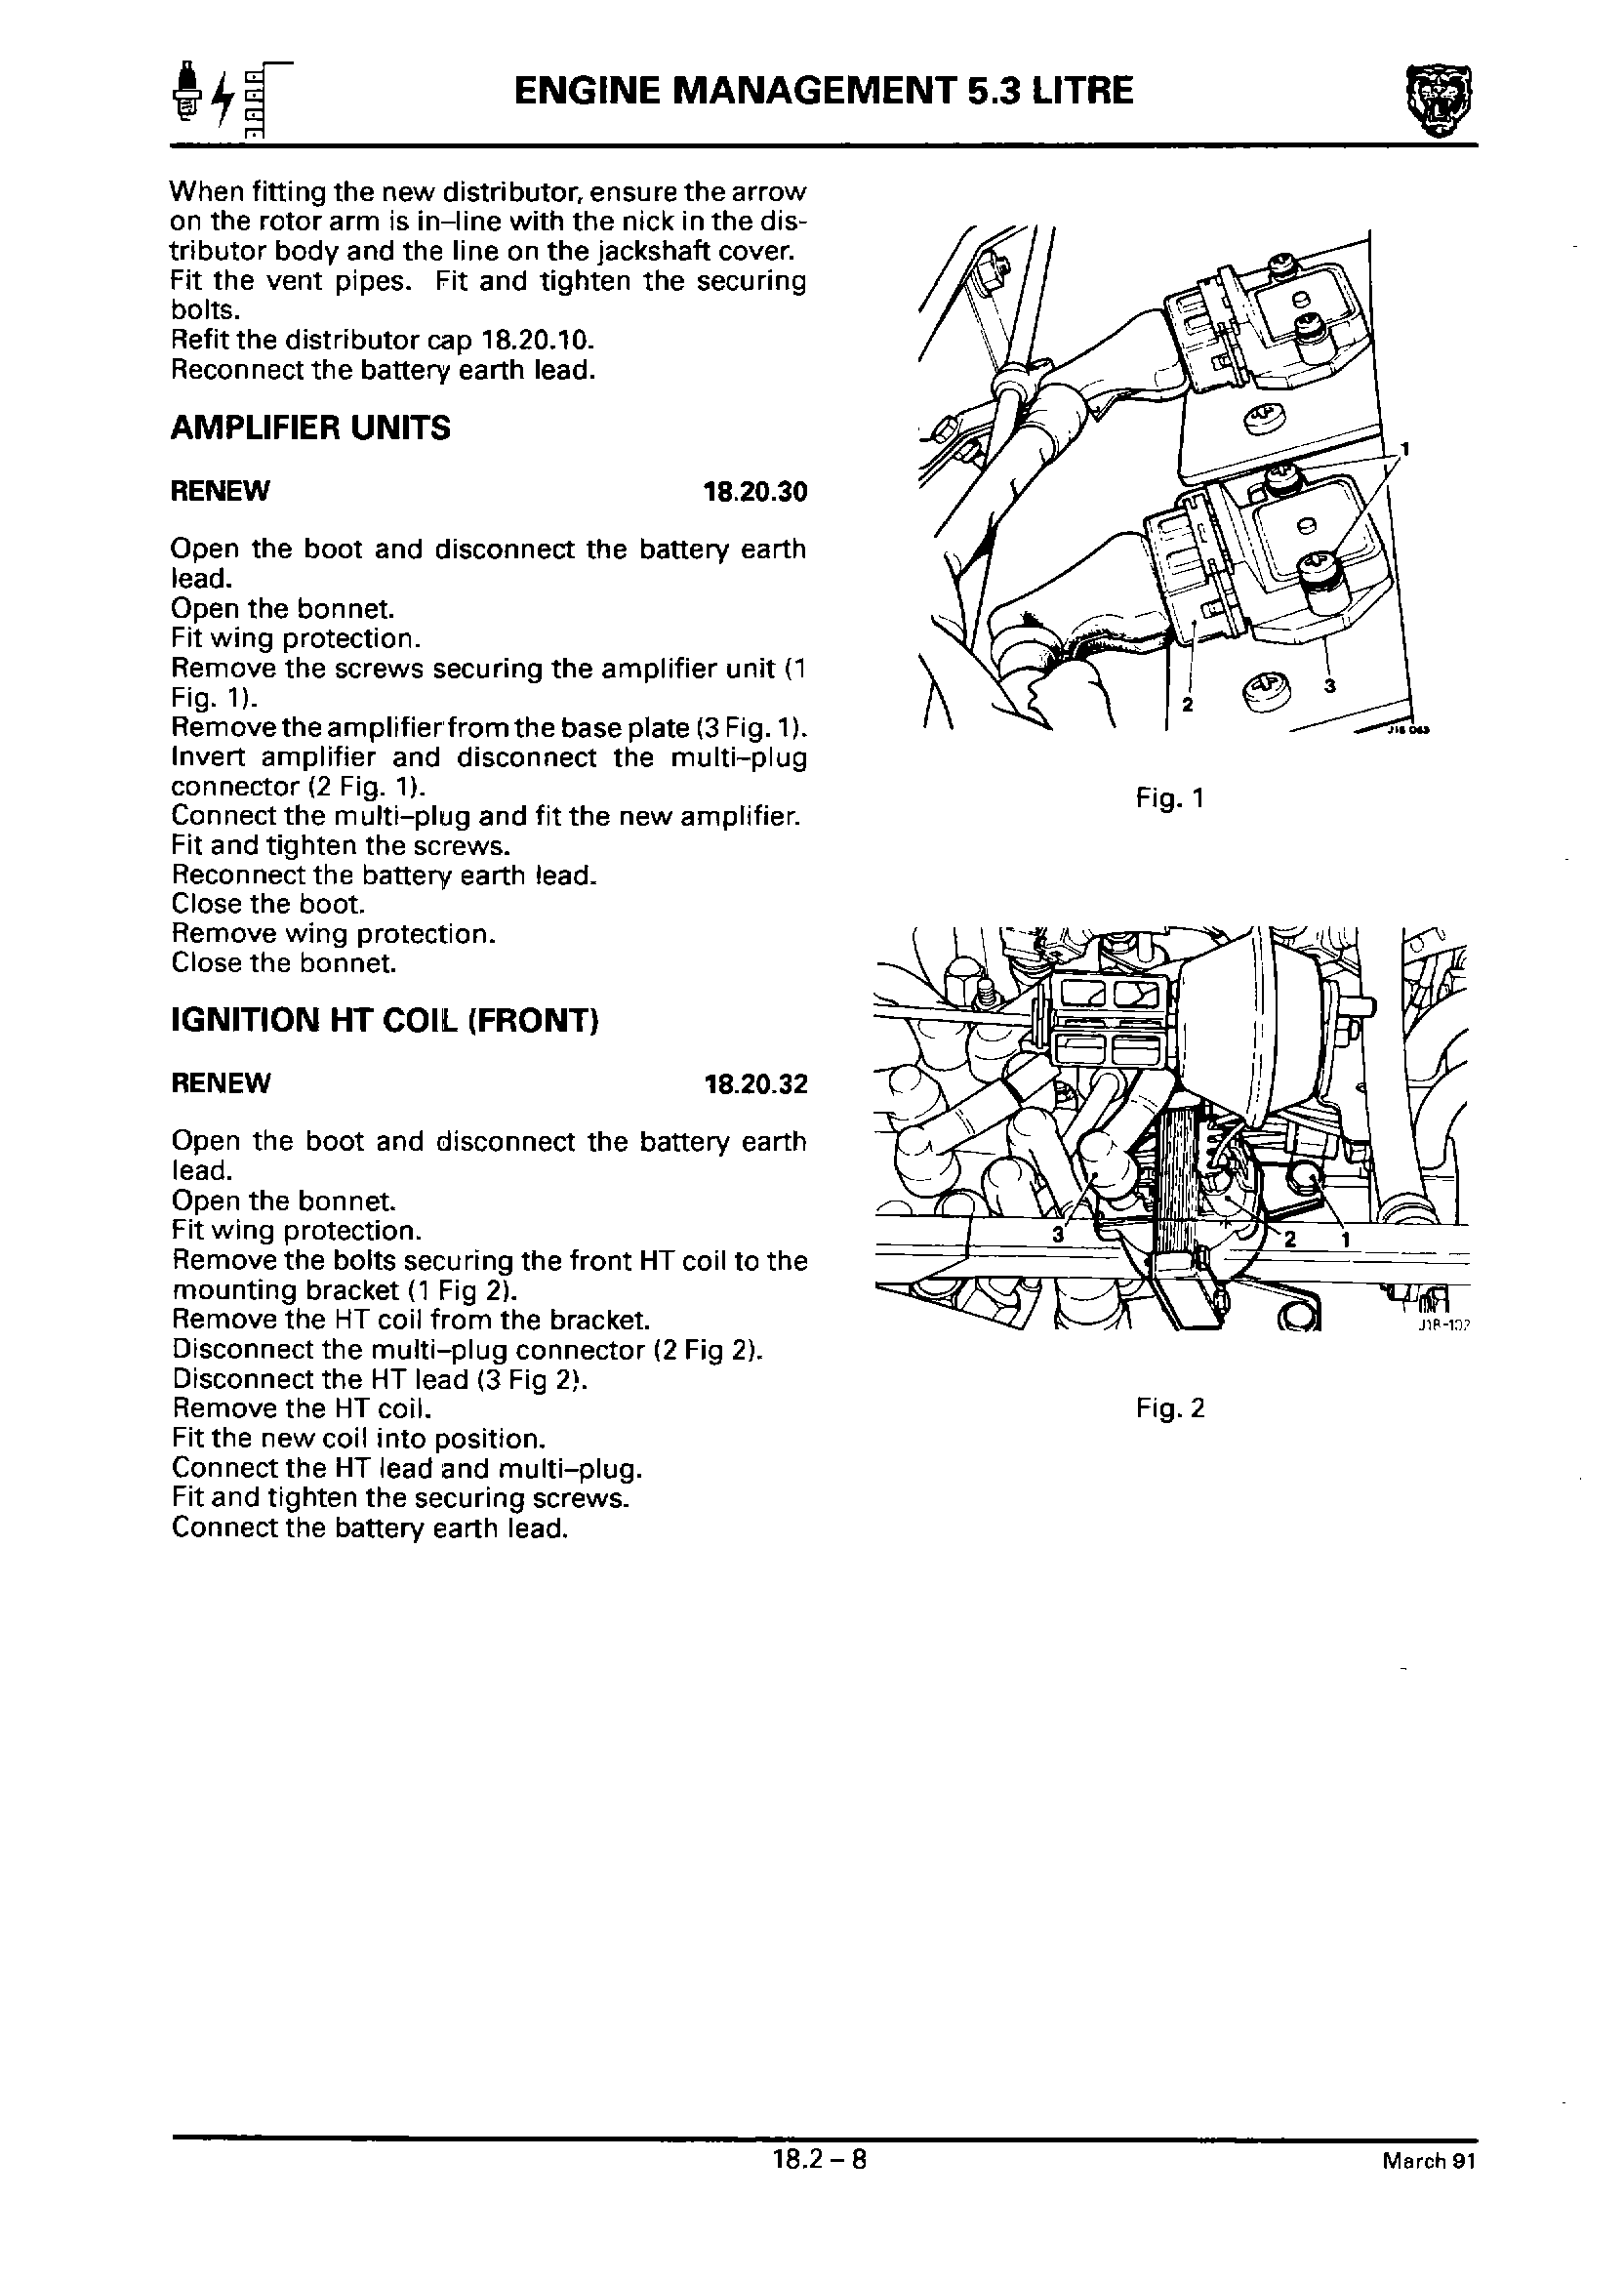 ENGINE MANAGEMENT 5.3 LITRE
When fitting the new distributor, ensure the arrow
on the rotor arm is in–line with the nick in the dis-
tributor body and the line on the jackshaft cover.
Fit the vent pipes. Fit and tighten the securing
bolts.
Refit the distributor cap 18.20.10.
Reconnect the battery earth lead.
AMPLIFIER UNITS
RENEW 18.20.30
Open the boot and disconnect the battery earth
lead.
Open the bonnet.
Fit wing protection.
Remove the screws securing the amplifier unit (1
Fig. 1).
Remove the amplifier from the base plate (3 Fig. 1).
Invert amplifier and disconnect the multi–plug
connector (2 Fig. 1).
Connect the multi–plug and fit the new amplifier.
Fit and tighten the screws.
Reconnect the battery earth lead.
Close the boot.
Remove wing protection.
Close the bonnet.
IGNITION HT COIL (FRONT)
RENEW 18.20.32
Open the boot and disconnect the battery earth
lead.
Open the bonnet.
Fit wing protection.
Remove the bolts securing the front HT coil to the
mounting bracket (1 Fig 2).
Remove the HT coil from the bracket.
Disconnect the multi–plug connector (2 Fig 2).
Disconnect the HT lead (3 Fig 2).
Remove the HT coil.
Fit the new coil into position.
Connect the HT lead and multi–plug.
Fit and tighten the securing screws.
Connect the battery earth lead.
1
2
3
Fig. 1
3
2
1
Fig. 2
18.2 – 8
March 91